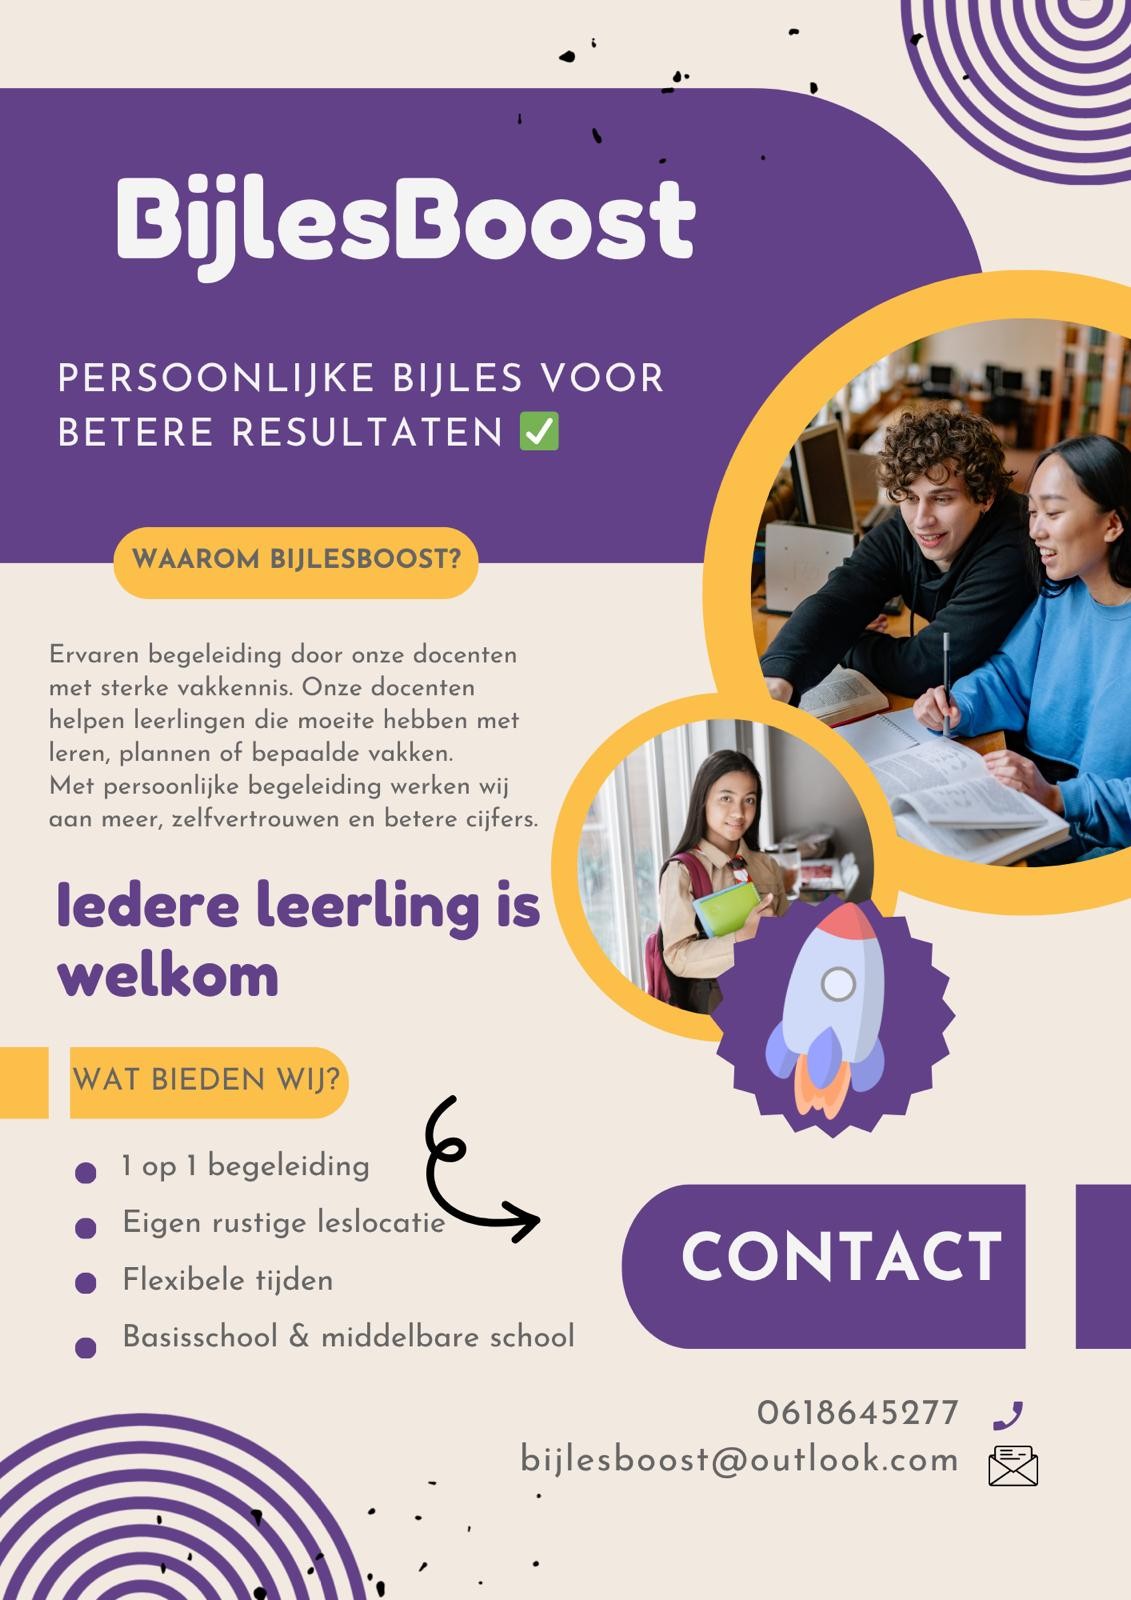 BijlesBoost
PERSOONLIJKE BIJLES VOOR
BETERE RESULTATEN ✅
WAAROM BIJLESBOOST?
Ervaren begeleiding door onze docenten
met sterke vakkennis. Onze docenten
helpen leerlingen die moeite hebben met
leren, plannen of bepaalde vakken.
Met persoonlijke begeleiding werken wij
aan meer, zelfvertrouwen en betere cijfers.
Iedere leerling is
welkom
WAT BIEDEN WIJ?
1 op 1 begeleiding
Eigen rustige leslocatie
Flexibele tijden
Basisschool & middelbare school
CONTACT
0618645277
bijlesboost@outlook.com